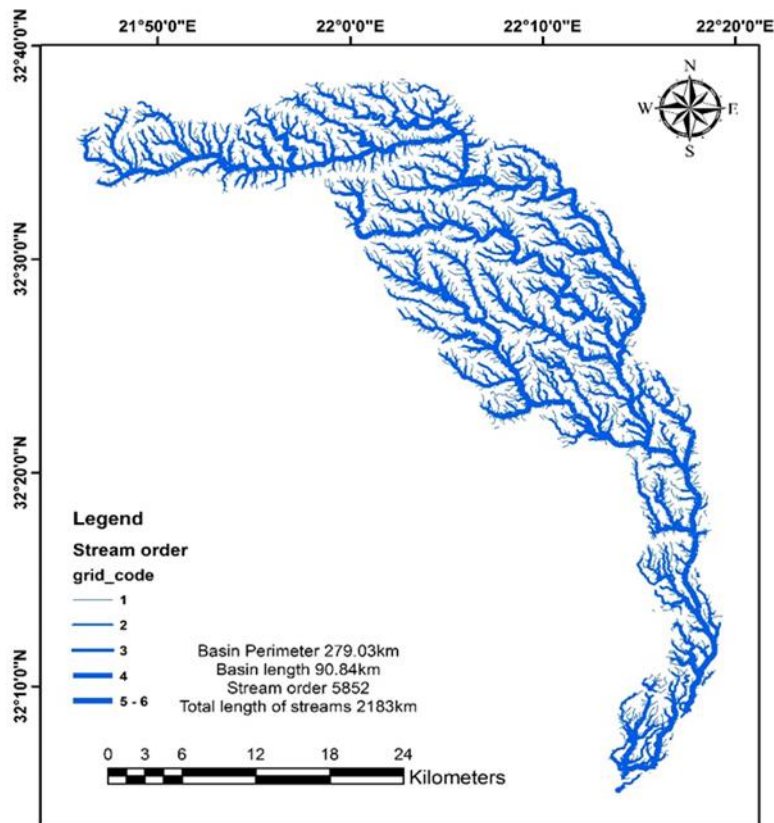 21°50'0"E 22°0'0"E 22°10'0"E 22°20'0"E
32°40'0"N
N
W E
S
32°30'0"N
32°20'0"N
32°10'0"N
Legend
Stream order
grid_code
1
2
3
4
5 - 6
Basin Perimeter 279.03km
Basin length 90.84km
Stream order 5852
Total length of streams 2183km
0 3 6 12 18 24
Kilometers